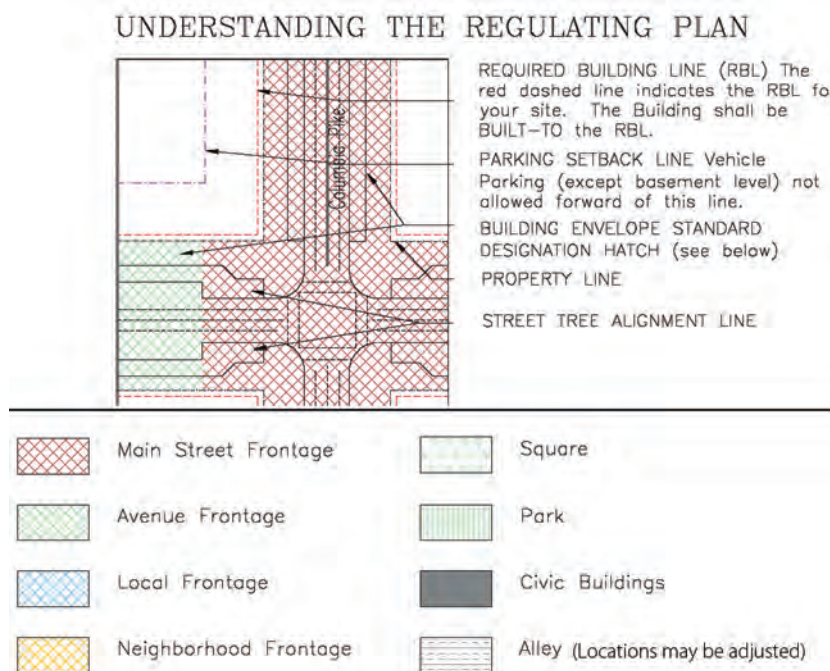 UNDERSTANDING THE REGULATING PLAN
Columbia Pike
REQUIRED BUILDING LINE (RBL) The
red dashed line indicates the RBL fo
your site. The Building shall be
BUILT-TO the RBL.
PARKING SETBACK LINE Vehicle
Parking (except basement level) not
allowed forward of this line.
BUILDING ENVELOPE STANDARD
DESIGNATION HATCH (see below)
PROPERTY LINE
STREET TREE ALIGNMENT LINE
Main Street Frontage
Square
Avenue Frontage
Park
Local Frontage
Civic Buildings
Neighborhood Frontage
Alley (Locations may be adjusted)